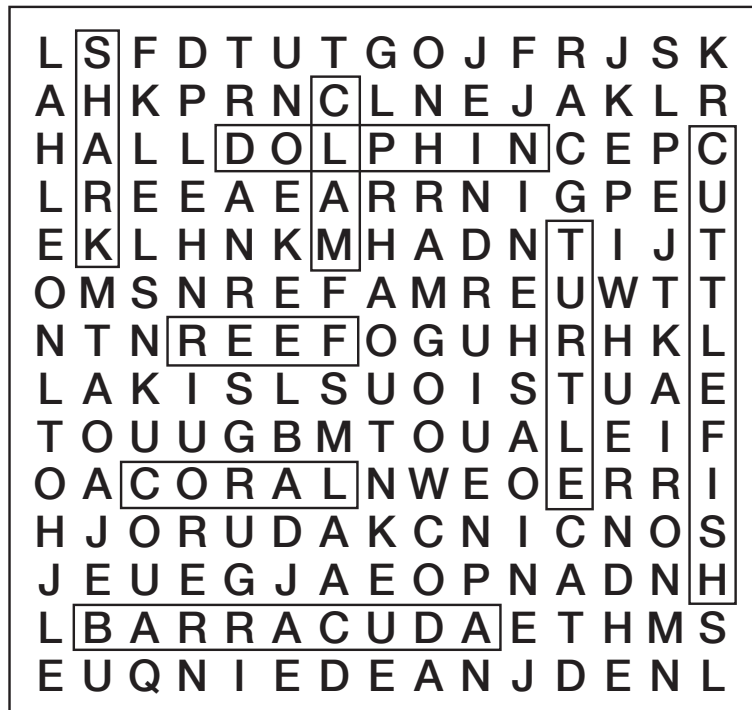 L S F D T U T G O J F R J S K
A H K P R N C L N E J A K L R
H A L L D O L P H I N C E P C
L R E E A E A R R N I G P E U
E K L H N K M H A D N T I J T
O M S N R E F A M R E U W T T
N T N R E E F O G U H R H K L
L A K I S L S U O I S T U A E
T O U U G B M T O U A L E I F
O A C O R A L N W E O E R R I
H J O R U D A K C N I C N O S
J E U E G J A E O P N A D N H
L B A R R A C U D A E T H M S
E U Q N I E D E A N J D E N L